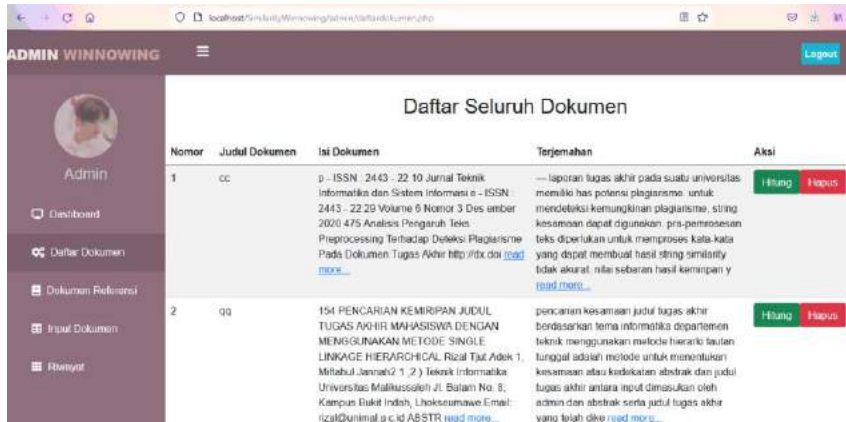 localhost/SimilarityWinnowing/admin/daftardokumen.php
ADMIN WINNOWING
Logout
Admin
Dashboard
Daftar Dokumen
Dokumen Referensi
Input Dokumen
Riwayat
Daftar Seluruh Dokumen
Nomor Judul Dokumen Isi Dokumen Terjemahan Aksi
1 cc
p - ISSN : 2443 - 22 10 Jurnal Teknik
Informatika dan Sistem Informasi e - ISSN :
2443 - 22 29 Volume 6 Nomor 3 Des ember
2020 475 Analisis Pengaruh Teks
Preprocessing Terhadap Deteksi Plagiarisme
Pada Dokumen Tugas Akhir http://dx.doi read
more...
— laporan tugas akhir pada suatu universitas
memiliki has potensi plagiarisme. untuk
mendeteksi kemungkinan plagiarisme, string
kesamaan dapat digunakan. pra-pemrosesan
teks diperlukan untuk memproses kata-kata
yang dapat membuat hasil string similarity
tidak akurat. nilai sebaran hasil keminpan y
read more...
Hitung Hapus
2 qq
154 PENCARIAN KEMIRIPAN JUDUL
TUGAS AKHIR MAHASISWA DENGAN
MENGGUNAKAN METODE SINGLE
LINKAGE HIERARCHICAL Rizal Tjut Adek 1,
Miftahul Jannah2 1 ,2 ) Teknik Informatika
Universitas Malikussaleh Jl. Batam No. 8,
Kampus Bukit Indah, Lhokseumawe Email:
rizal@unimal.a c.id ABSTR read more...
pencarian kesamaan judul tugas akhir
berdasarkan tema informatika departemen
teknik menggunakan metode hierarki tautan
tunggal adalah metode untuk menentukan
kesamaan atau kedekatan abstrak dan judul
tugas akhir antara input dimasukan oleh
admin dan abstrak serta judul tugas akhir
yang telah dike read more...
Hitung Hapus